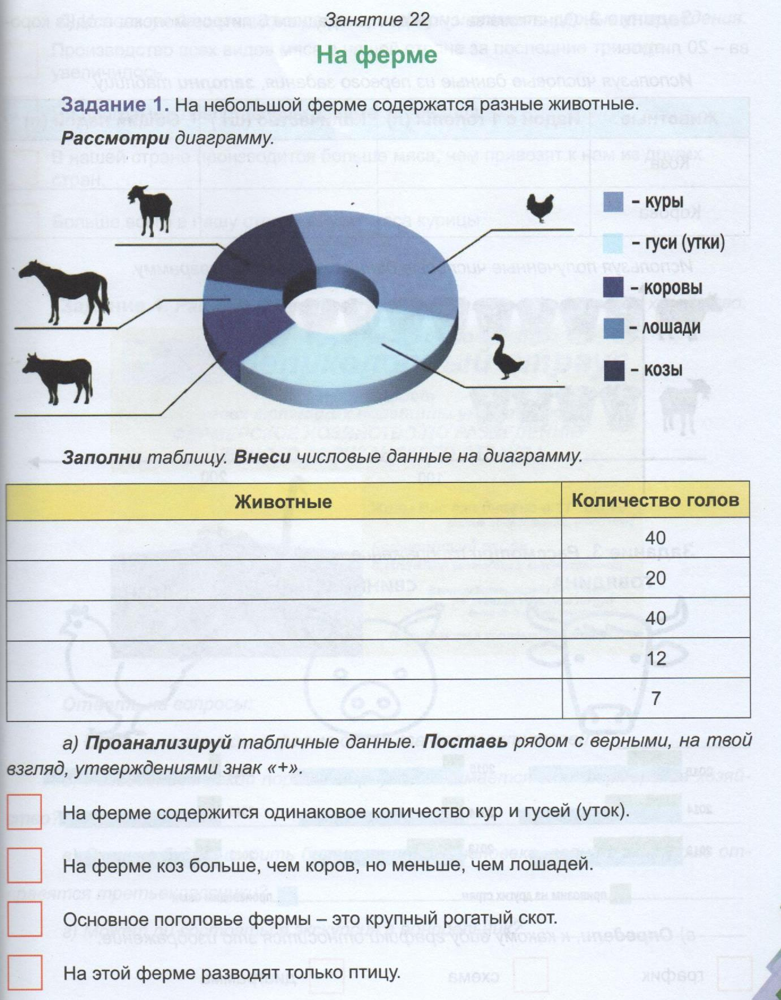 Занятие 22
На ферме
Задание 1. На небольшой ферме содержатся разные животные.
Рассмотри диаграмму.
– куры
– гуси (утки)
– коровы
– лошади
– козы
Заполни таблицу. Внеси числовые данные на диаграмму.
Животные Количество голов
40
20
40
12
7
а) Проанализируй табличные данные. Поставь рядом с верными, на твой
взгляд, утверждениями знак «+».
На ферме содержится одинаковое количество кур и гусей (уток).
На ферме коз больше, чем коров, но меньше, чем лошадей.
Основное поголовье фермы – это крупный рогатый скот.
На этой ферме разводят только птицу.